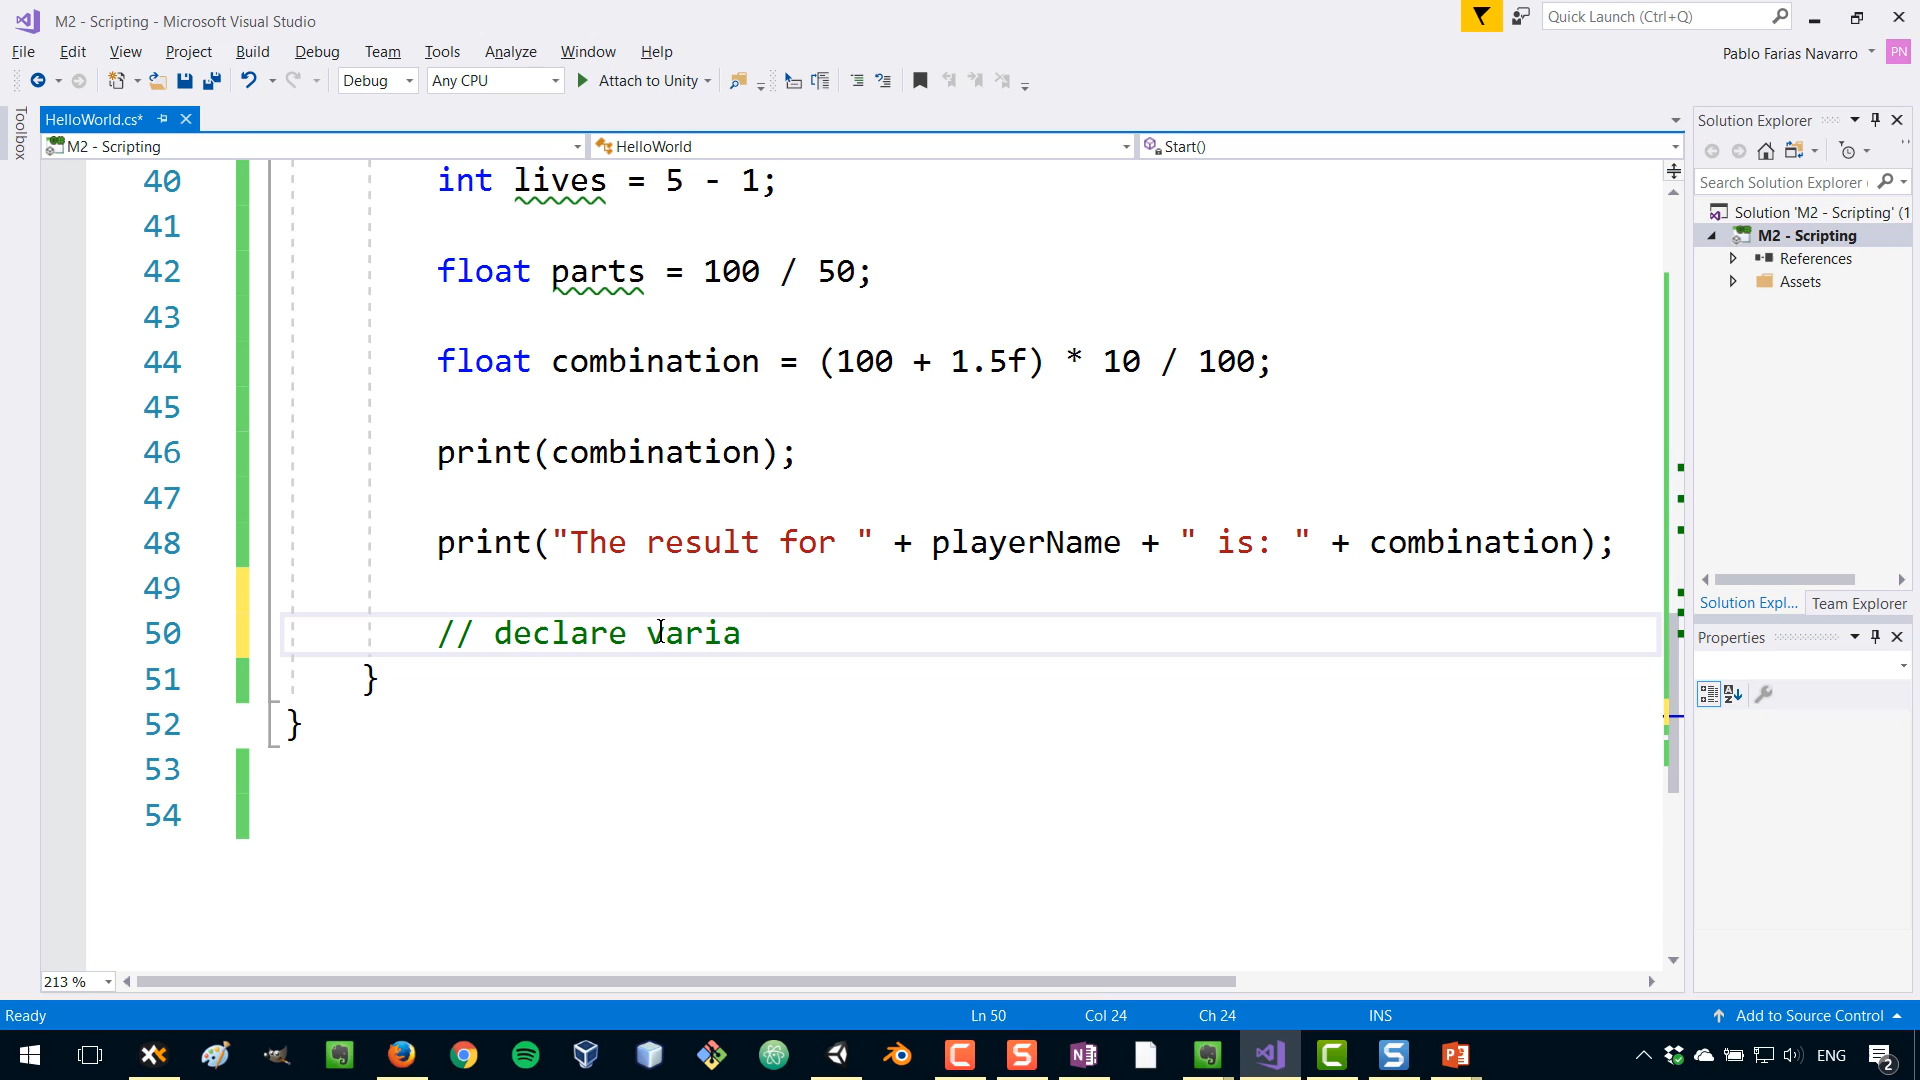 M2 - Scripting - Microsoft Visual Studio
Quick Launch (Ctrl+Q)
File Edit View Project Build Debug Team Tools Analyze Window Help
Pablo Farias Navarro PN
Debug Any CPU Attach to Unity
Toolbox
HelloWorld.cs*
M2 - Scripting HelloWorld Start()
40 int lives = 5 - 1;
41
42 float parts = 100 / 50;
43
44 float combination = (100 + 1.5f) * 10 / 100;
45
46 print(combination);
47
48 print("The result for " + playerName + " is: " + combination);
49
50 // declare varia
51 }
52 }
53
54
213 %
Solution Explorer
Search Solution Explorer (
Solution 'M2 - Scripting' (1
M2 - Scripting
References
Assets
Solution Expl... Team Explorer
Properties
Ready Ln 50 Col 24 Ch 24 INS Add to Source Control
ENG 2